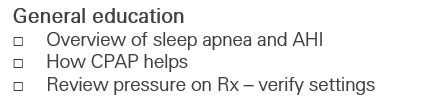 General education
□ Overview of sleep apnea and AHI
□ How CPAP helps
□ Review pressure on Rx – verify settings